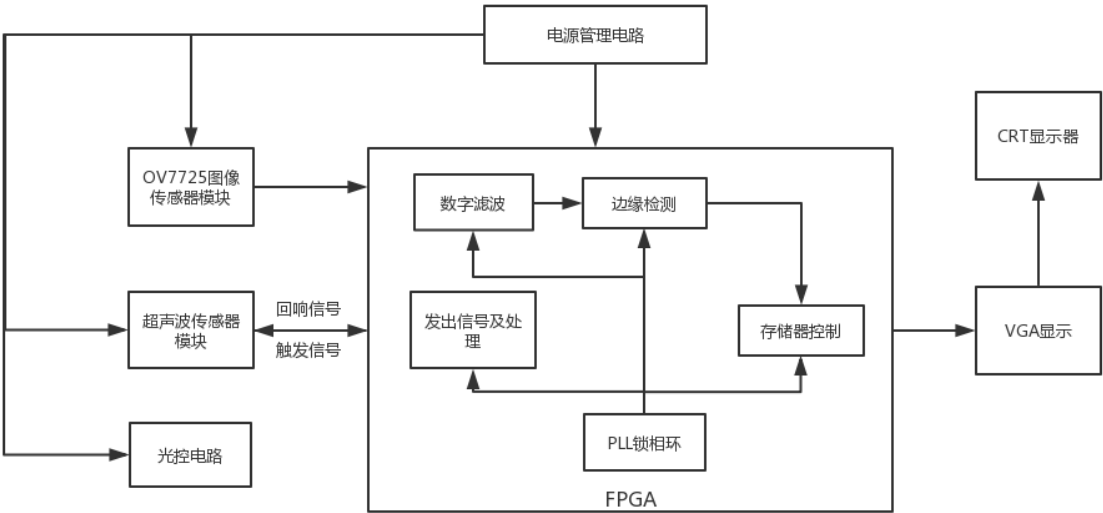 电源管理电路
CRT显示器
OV7725图像
传感器模块
数字滤波
边缘检测
超声波传感器
模块
回响信号
触发信号
发出信号及处
理
存储器控制
VGA显示
光控电路
PLL锁相环
FPGA